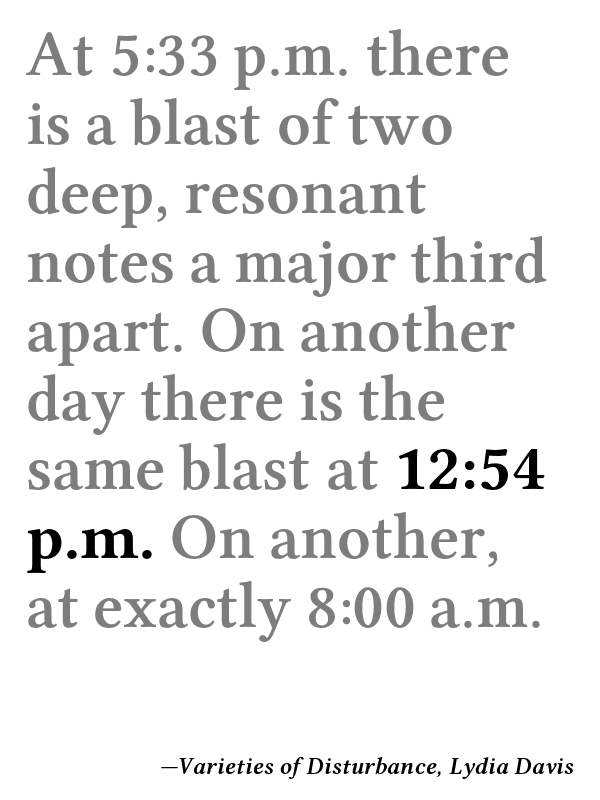 At 5:33 p.m. there
is a blast of two
deep, resonant
notes a major third
apart. On another
day there is the
same blast at 12:54
p.m. On another,
at exactly 8:00 a.m.
—Varieties of Disturbance, Lydia Davis